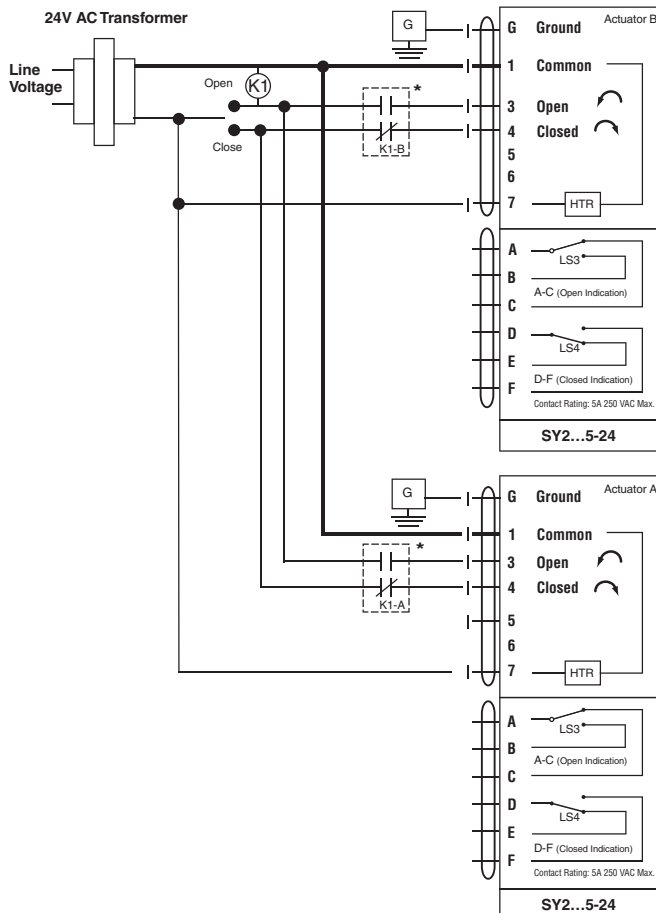 24V AC Transformer
Line
Voltage
Open
K1
Close
G
*
K1-B
G Ground
Actuator B
1 Common
3 Open
4 Closed
5
6
7
HTR
A
LS3
B
A-C (Open Indication)
C
D
LS4
E
D-F (Closed Indication)
F
Contact Rating: 5A 250 VAC Max.
SY2...5-24
G
*
K1-A
G Ground
Actuator A
1 Common
3 Open
4 Closed
5
6
7
HTR
A
LS3
B
A-C (Open Indication)
C
D
LS4
E
D-F (Closed Indication)
F
Contact Rating: 5A 250 VAC Max.
SY2...5-24